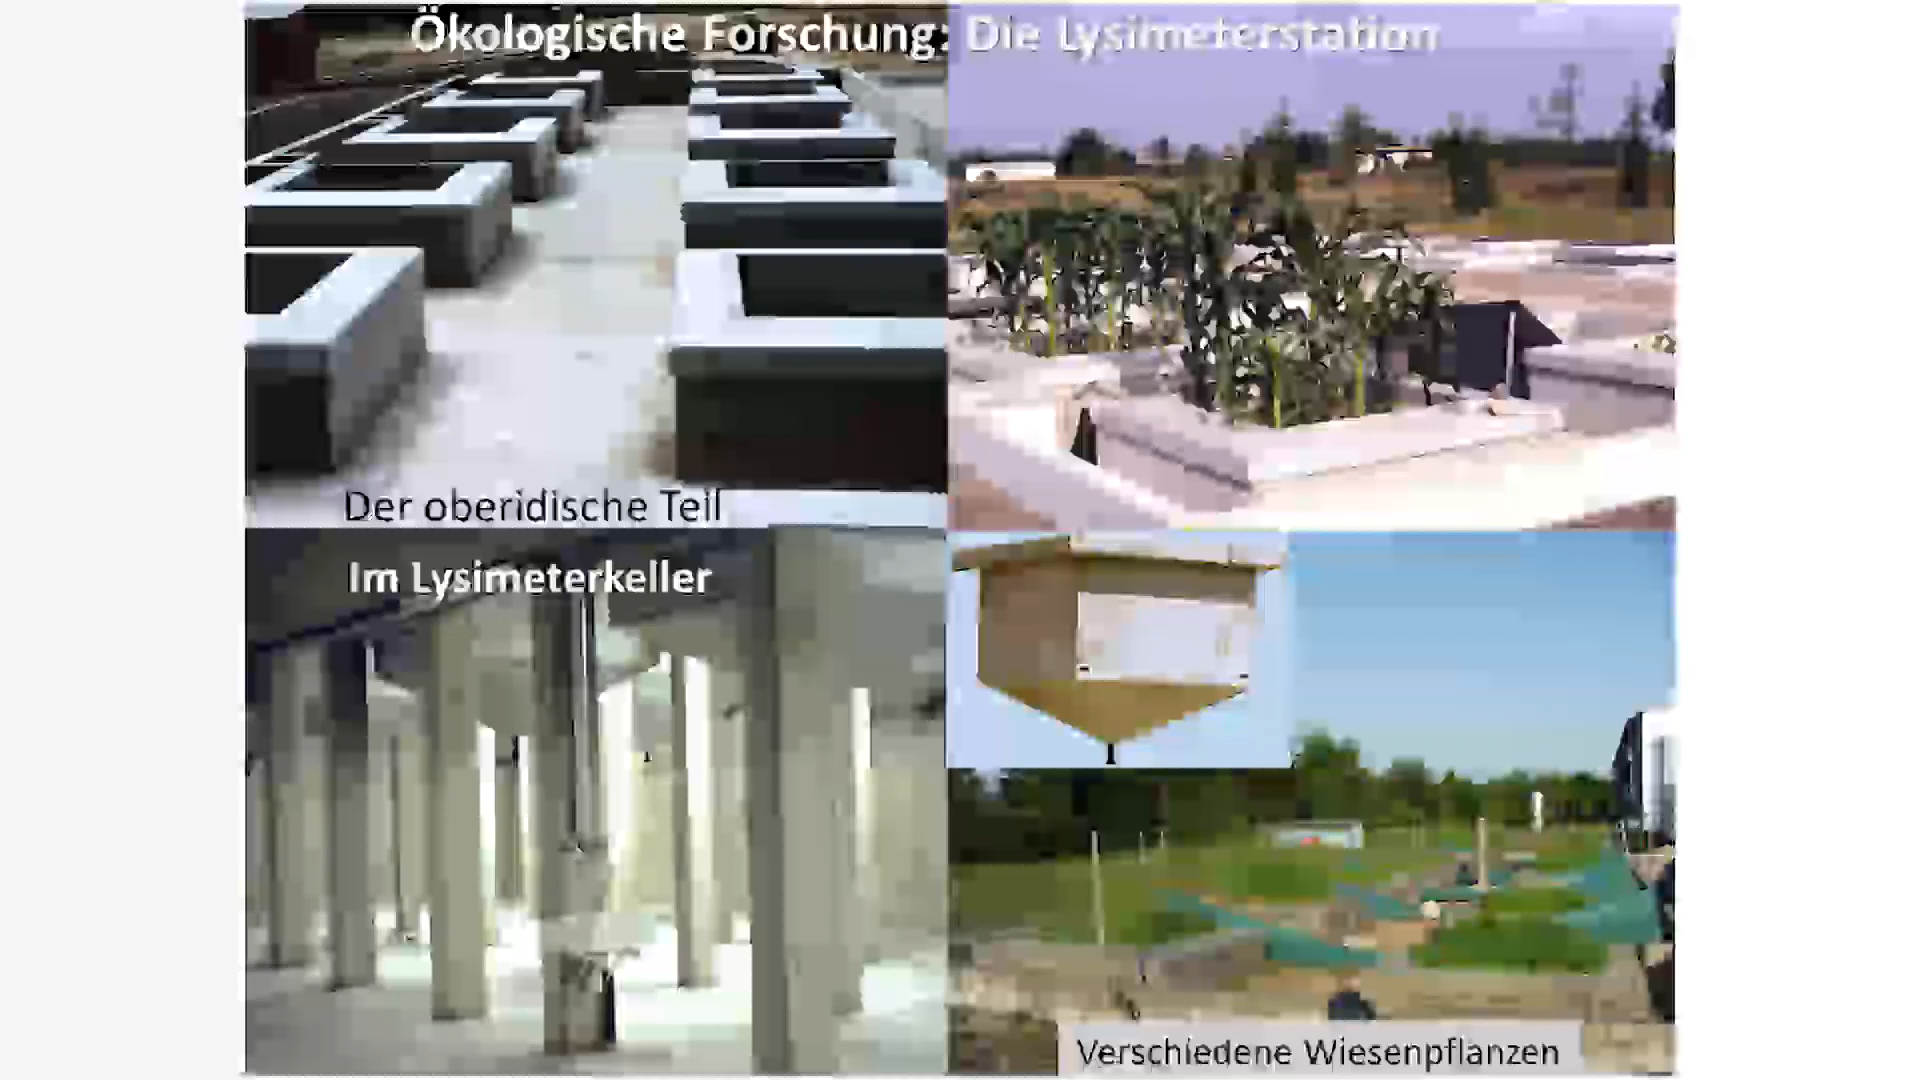 Ökologische Forschung: Die Lysimeterstation
Der oberidische Teil
Im Lysimeterkeller
Verschiedene Wiesenpflanzen